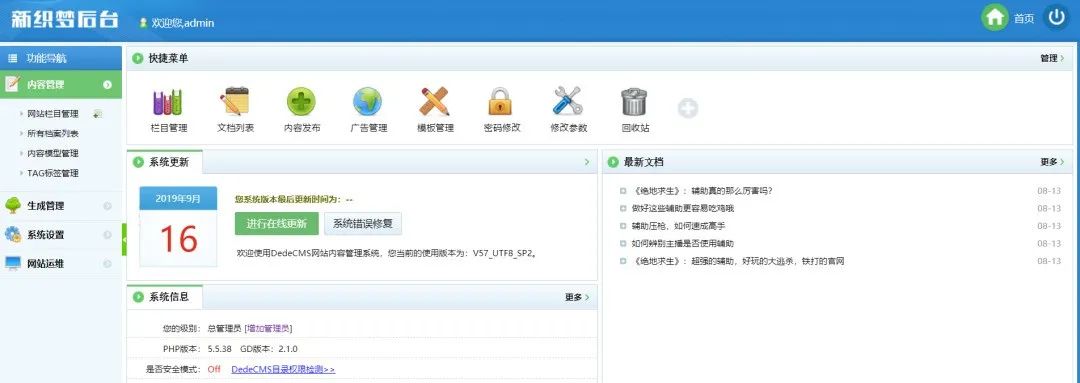 新织梦后台
欢迎您,admin
首页
功能导航
内容管理
网站栏目管理
所有档案列表
内容模型管理
TAG标签管理
生成管理
系统设置
网站运维
快捷菜单
管理
栏目管理 文档列表 内容发布 广告管理 模板管理 密码修改 修改参数 回收站
系统更新
2019年9月
16
您系统版本最后更新时间为：--
进行在线更新 系统错误修复
欢迎使用DedeCMS网站内容管理系统，您当前的使用版本为：V57_UTF8_SP2。
系统信息
更多
您的级别： 总管理员 [增加管理员]
PHP版本： 5.5.38 GD版本： 2.1.0
是否安全模式： Off DedeCMS目录权限检测>>
最新文档
更多
《绝地求生》：辅助真的那么厉害吗? 08-13
做好这些辅助更容易吃鸡哦 08-13
辅助压枪，如何速成高手 08-13
如何辨别主播是否使用辅助 08-13
《绝地求生》：超强的辅助，好玩的大逃杀，铁打的官网 08-13